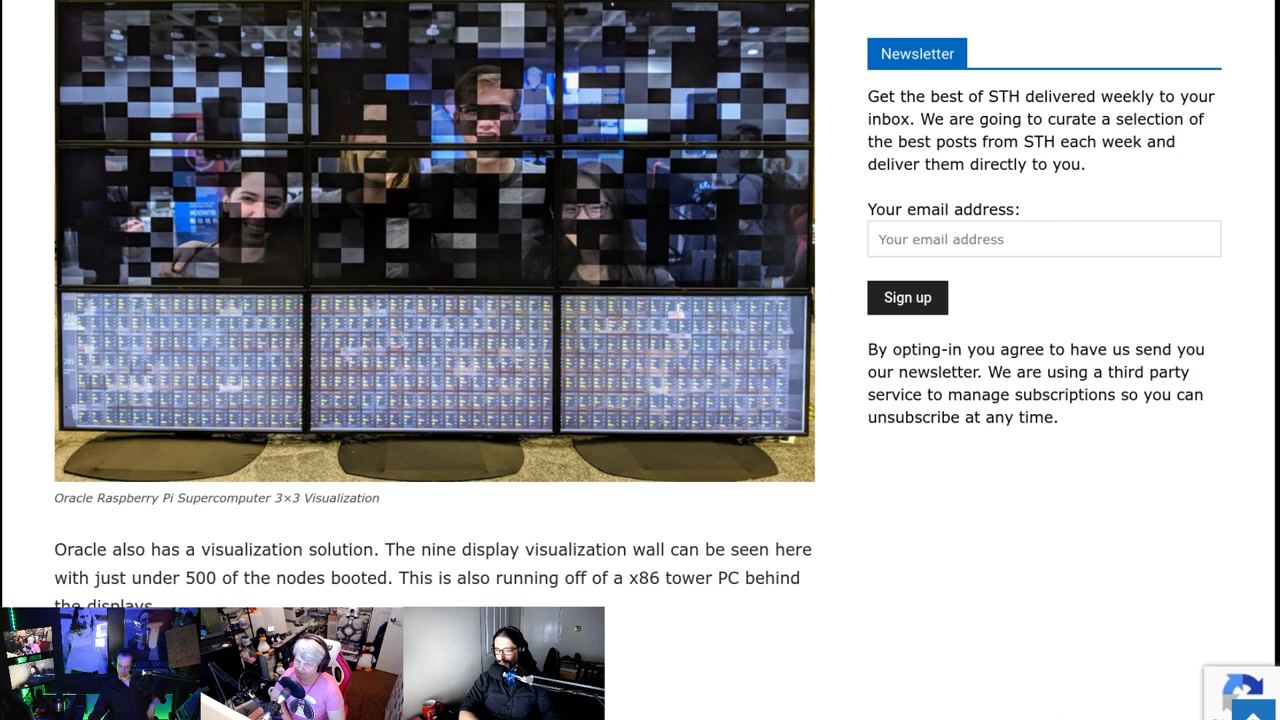 Oracle Raspberry Pi Supercomputer 3×3 Visualization
Oracle also has a visualization solution. The nine display visualization wall can be seen here
with just under 500 of the nodes booted. This is also running off of a x86 tower PC behind
the displays.
Newsletter
Get the best of STH delivered weekly to your
inbox. We are going to curate a selection of
the best posts from STH each week and
deliver them directly to you.
Your email address:
Your email address
Sign up
By opting-in you agree to have us send you
our newsletter. We are using a third party
service to manage subscriptions so you can
unsubscribe at any time.